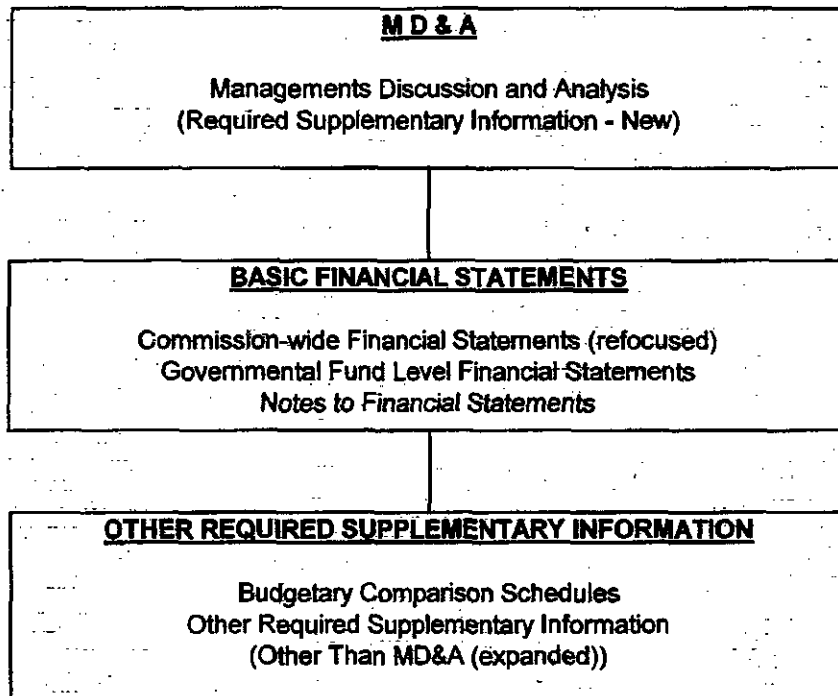 M D & A
Managements Discussion and Analysis
(Required Supplementary Information - New)
BASIC FINANCIAL STATEMENTS
Commission-wide Financial Statements (refocused)
Governmental Fund Level Financial Statements
Notes to Financial Statements
OTHER REQUIRED SUPPLEMENTARY INFORMATION
Budgetary Comparison Schedules
Other Required Supplementary Information
(Other Than MD&A (expanded))